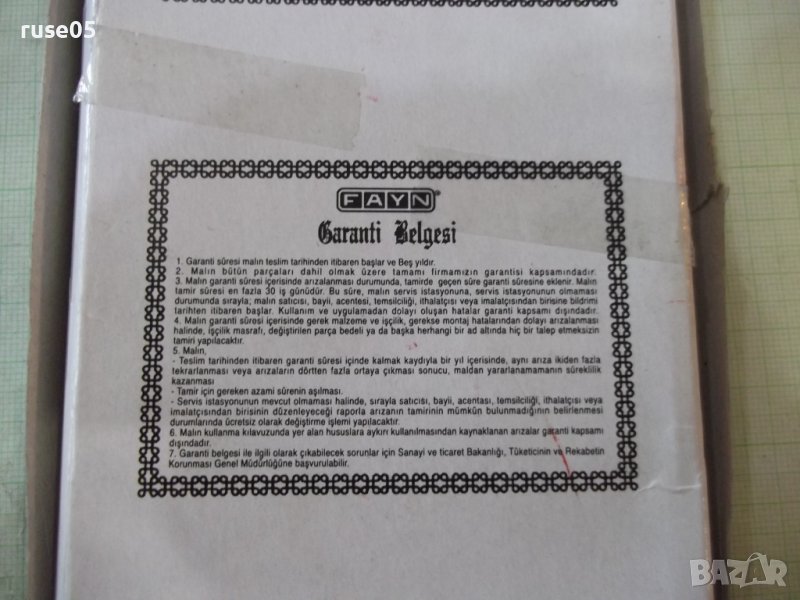 ruse05
FAYN®
Garanti Belgesi
1. Garanti süresi malın teslim tarihinden itibaren başlar ve Beş yıldır.
2. Malın bütün parçaları dahil olmak üzere tamamı firmamızın garantisi kapsamındadır.
3. Malın garanti süresi içerisinde arızalanması durumunda, tamirde geçen süre garanti süresine eklenir. Malın
tamir süresi en fazla 30 iş günüdür. Bu süre, malın servis istasyonuna, servis istasyonunun olmaması
durumunda sırayla; malın satıcısı, bayii, acentesi, temsilciliği, ithalatçısı veya imalatçısından birisine bildirimi
tarihten itibaren başlar. Kullanım ve uygulamadan dolayı oluşan hatalar garanti kapsamı dışındadır.
4. Malın garanti süresi içerisinde gerek malzeme ve işçilik, gerekse montaj hatalarından dolayı arızalanması
halinde, işçilik masrafı, değiştirilen parça bedeli ya da başka herhangi bir ad altında hiç bir talep etmeksizin
tamiri yapılacaktır.
5. Malın,
- Teslim tarihinden itibaren garanti süresi içinde kalmak kaydıyla bir yıl içerisinde, aynı arıza ikiden fazla
tekrarlanması veya arızaların dörtten fazla ortaya çıkması sonucu, maldan yararlanamamanın süreklilik
kazanması
- Tamir için gereken azami sürenin aşılması.
- Servis istasyonunun mevcut olmaması halinde, sırayla satıcısı, bayii, acentası, temsilciliği, ithalatçısı veya
imalatçısından birisinin düzenleyeceği raporla arızanın tamirinin mümkün bulunmadığının belirlenmesi
durumlarında ücretsiz olarak değiştirme işlemi yapılacaktır.
6. Malın kullanma kılavuzunda yer alan hususlara aykırı kullanılmasından kaynaklanan arızalar garanti kapsamı
dışındadır.
7. Garanti belgesi ile ilgili olarak çıkabilecek sorunlar için Sanayi ve ticaret Bakanlığı, Tüketicinin ve Rekabetin
Korunması Genel Müdürlüğüne başvurulabilir.
BAZAR